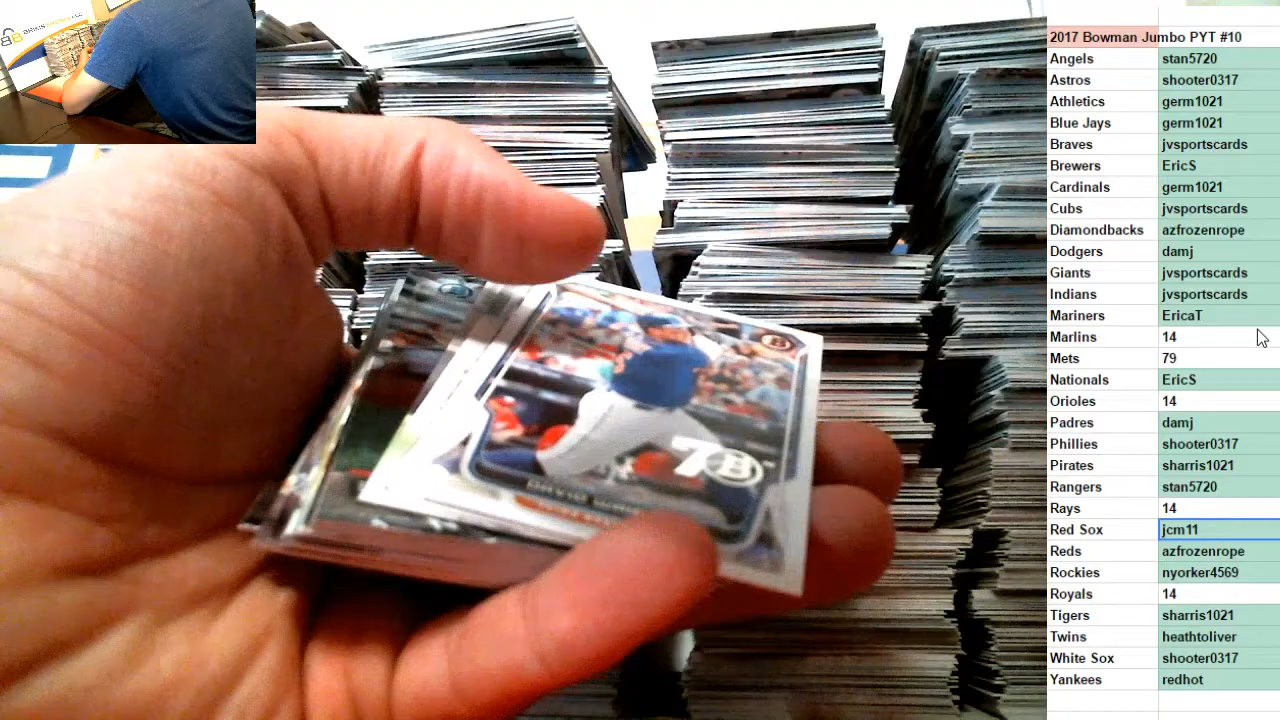 2017 Bowman Jumbo PYT #10
Angels stan5720
Astros shooter0317
Athletics germ1021
Blue Jays germ1021
Braves jvsportscards
Brewers EricS
Cardinals germ1021
Cubs jvsportscards
Diamondbacks azfrozenrope
Dodgers damj
Giants jvsportscards
Indians jvsportscards
Mariners EricaT
Marlins 14
Mets 79
Nationals EricS
Orioles 14
Padres damj
Phillies shooter0317
Pirates sharris1021
Rangers stan5720
Rays 14
Red Sox jcm11
Reds azfrozenrope
Rockies nyorker4569
Royals 14
Tigers sharris1021
Twins heathtoliver
White Sox shooter0317
Yankees redhot
B
70
B
DAVID